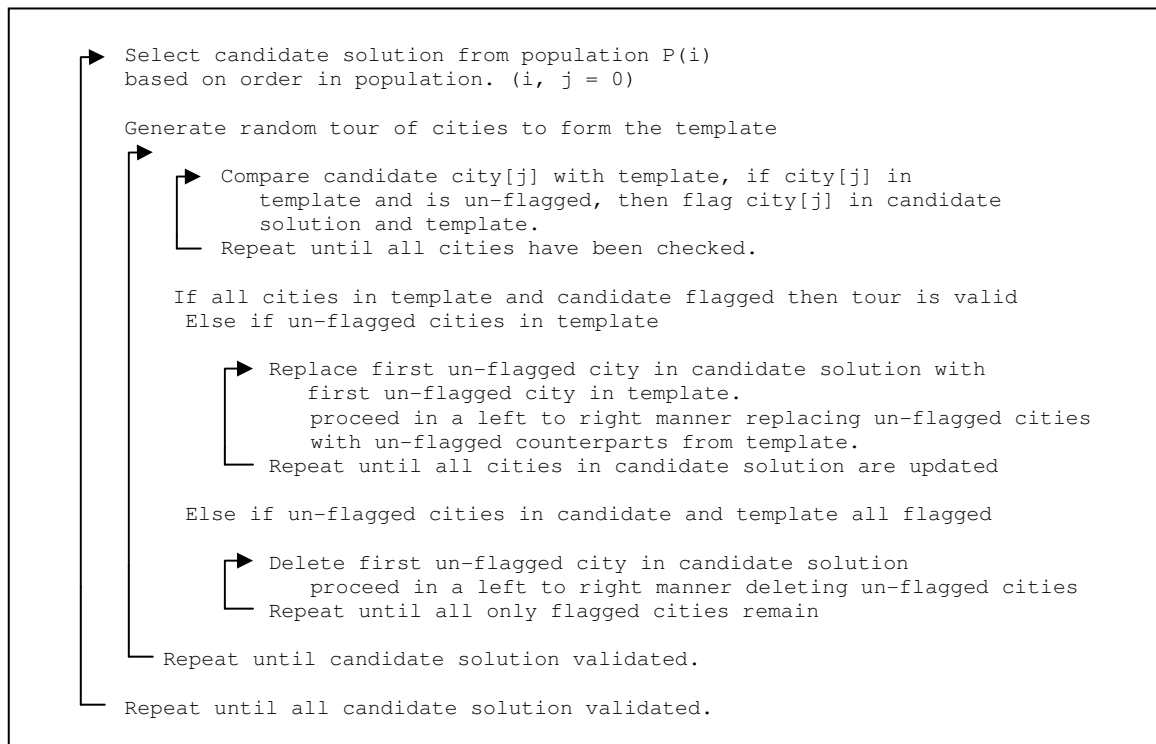 Select candidate solution from population P(i)
based on order in population. (i, j = 0)
Generate random tour of cities to form the template
Compare candidate city[j] with template, if city[j] in
template and is un-flagged, then flag city[j] in candidate
solution and template.
Repeat until all cities have been checked.
If all cities in template and candidate flagged then tour is valid
Else if un-flagged cities in template
Replace first un-flagged city in candidate solution with
first un-flagged city in template.
proceed in a left to right manner replacing un-flagged cities
with un-flagged counterparts from template.
Repeat until all cities in candidate solution are updated
Else if un-flagged cities in candidate and template all flagged
Delete first un-flagged city in candidate solution
proceed in a left to right manner deleting un-flagged cities
Repeat until all only flagged cities remain
Repeat until candidate solution validated.
Repeat until all candidate solution validated.